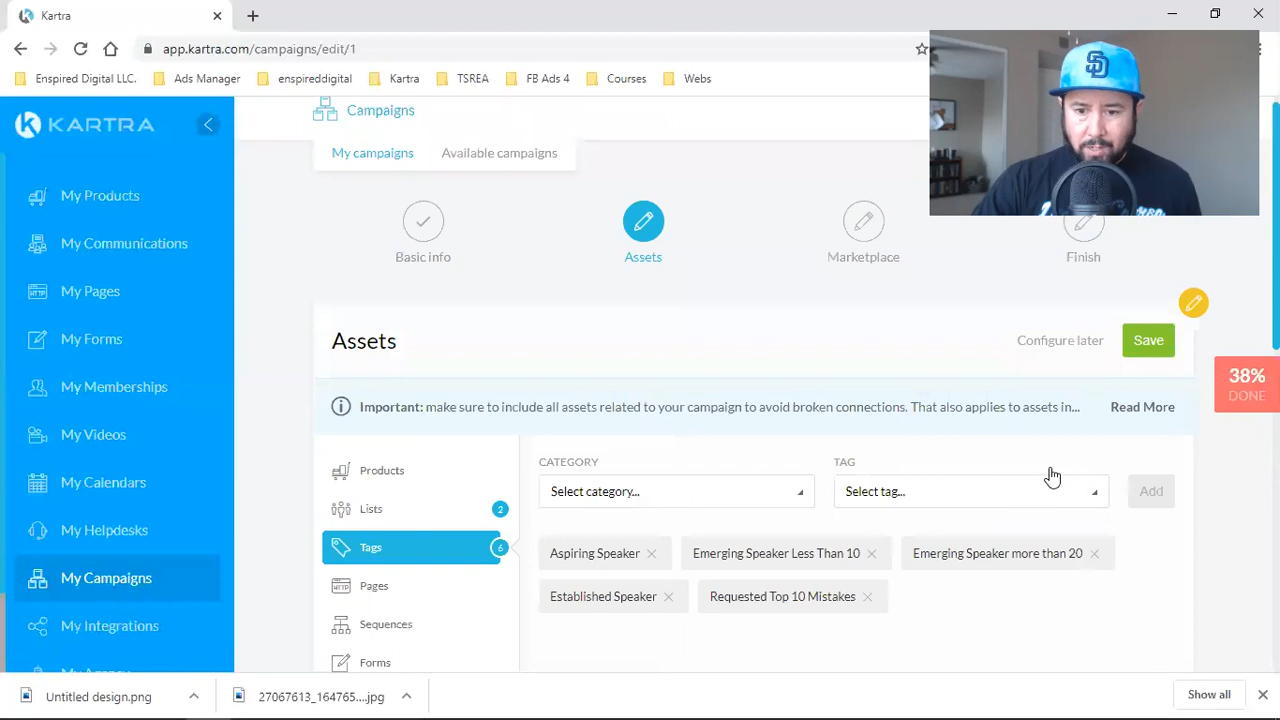 Kartra
app.kartra.com/campaigns/edit/1
Enspired Digital LLC.
Ads Manager
enspireddigital
Kartra
TSREA
FB Ads 4
Courses
Webs
KARTRA
Campaigns
My campaigns
Available campaigns
My Products
My Communications
My Pages
My Forms
My Memberships
My Videos
My Calendars
My Helpdesks
My Campaigns
My Integrations
Basic info
Assets
Marketplace
Finish
Assets
Configure later
Save
38%
DONE
Important: make sure to include all assets related to your campaign to avoid broken connections. That also applies to assets in...
Read More
Products
Lists
2
Tags
6
Pages
Sequences
Forms
CATEGORY
TAG
Select category...
Select tag...
Add
Aspiring Speaker
Emerging Speaker Less Than 10
Emerging Speaker more than 20
Established Speaker
Requested Top 10 Mistakes
Untitled design.png
27067613_164765....jpg
Show all